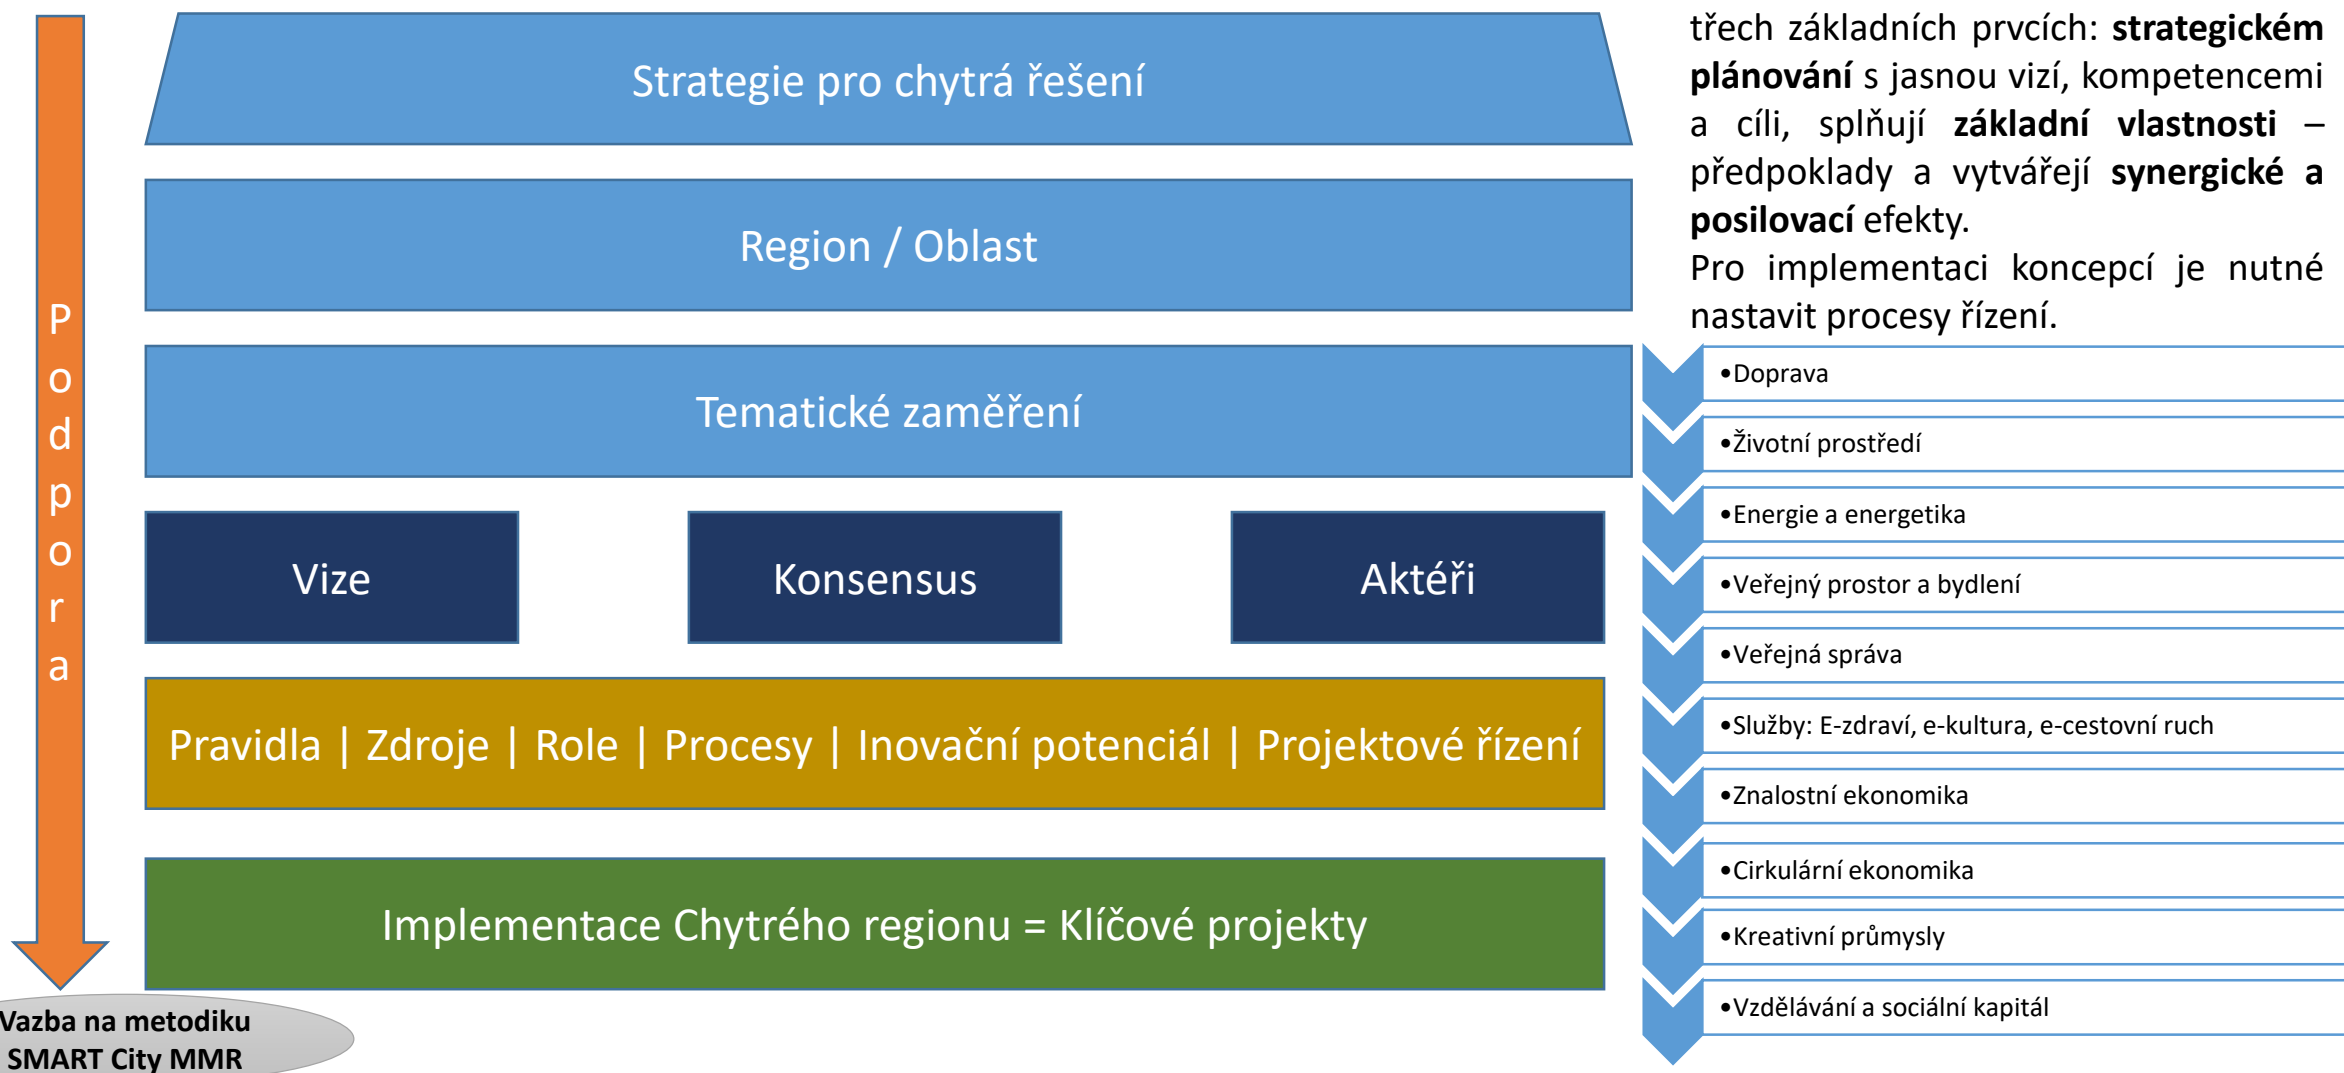 Podpora
Strategie pro chytrá řešení
Region / Oblast
Tematické zaměření
Vize
Konsensus
Aktéři
Pravidla | Zdroje | Role | Procesy | Inovační potenciál | Projektové řízení
Implementace Chytrého regionu = Klíčové projekty
Vazba na metodiku
SMART City MMR
třech základních prvcích: strategickém
plánování s jasnou vizí, kompetencemi
a cíli, splňují základní vlastnosti –
předpoklady a vytvářejí synergické a
posilovací efekty.
Pro implementaci koncepcí je nutné
nastavit procesy řízení.
•Doprava
•Životní prostředí
•Energie a energetika
•Veřejný prostor a bydlení
•Veřejná správa
•Služby: E-zdraví, e-kultura, e-cestovní ruch
•Znalostní ekonomika
•Cirkulární ekonomika
•Kreativní průmysly
•Vzdělávání a sociální kapitál